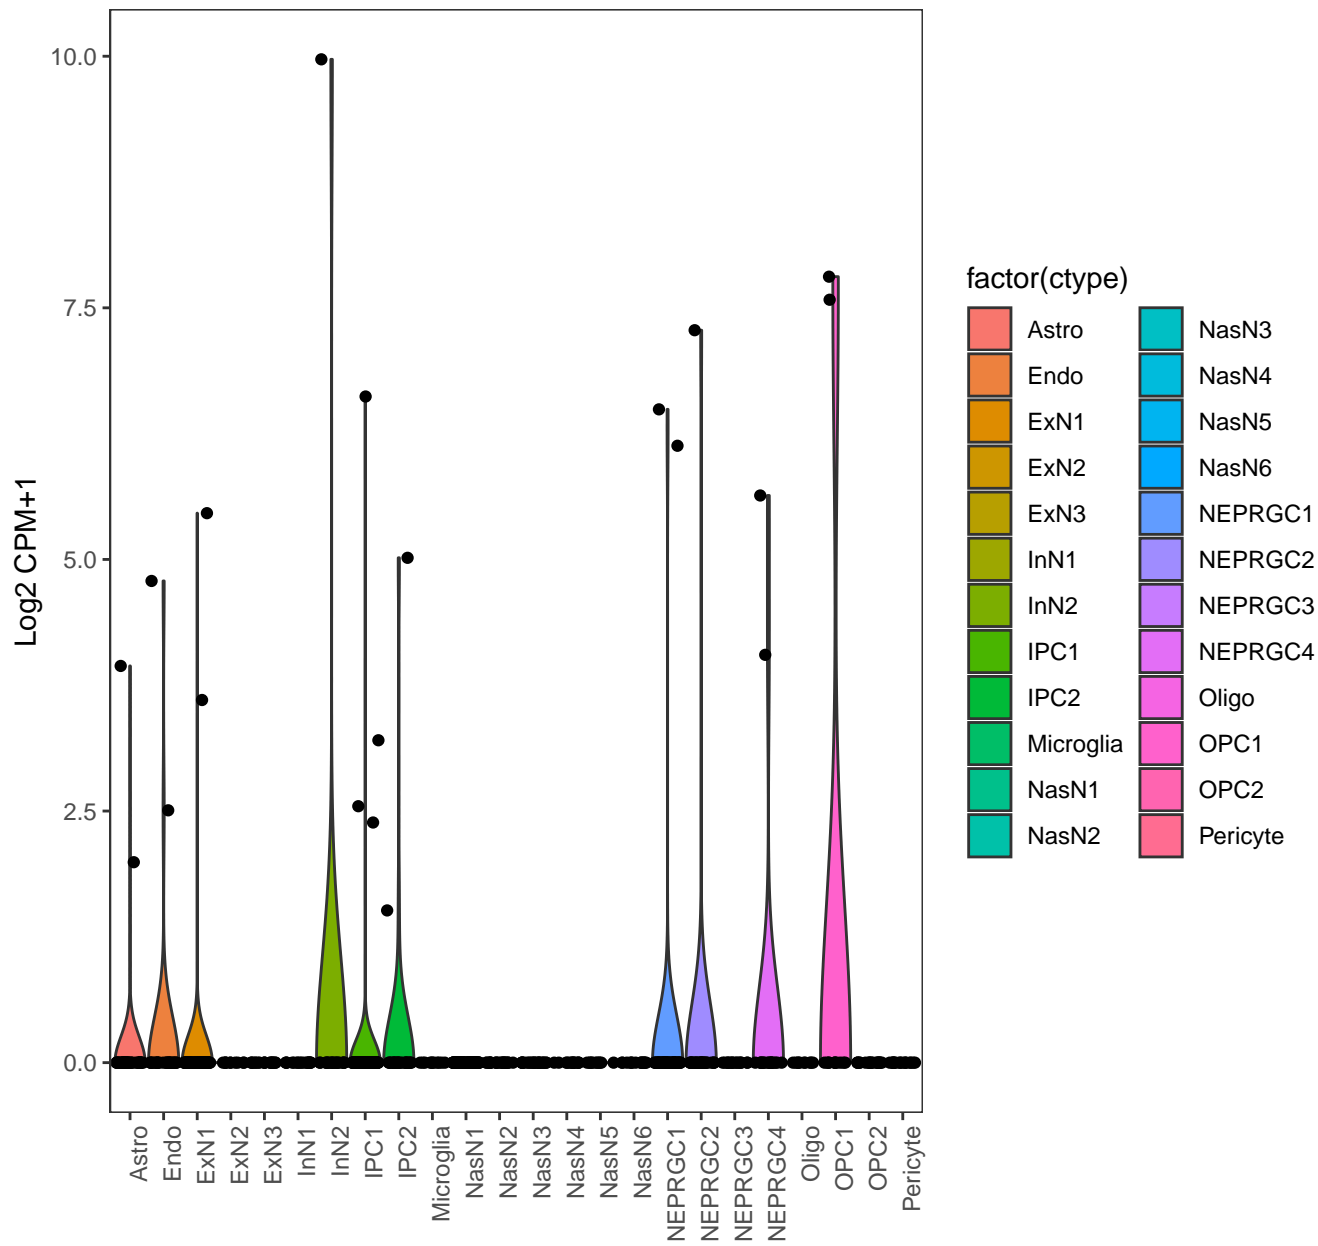 Log2 CPM+1
10.0
7.5
5.0
2.5
0.0
Astro
Endo
ExN1
ExN2
ExN3
InN1
InN2
IPC1
IPC2
Microglia
NasN1
NasN2
NasN3
NasN4
NasN5
NasN6
NEPRGC1
NEPRGC2
NEPRGC3
NEPRGC4
Oligo
OPC1
OPC2
Pericyte
factor(ctype)
Astro
Endo
ExN1
ExN2
ExN3
InN1
InN2
IPC1
IPC2
Microglia
NasN1
NasN2
NasN3
NasN4
NasN5
NasN6
NEPRGC1
NEPRGC2
NEPRGC3
NEPRGC4
Oligo
OPC1
OPC2
Pericyte